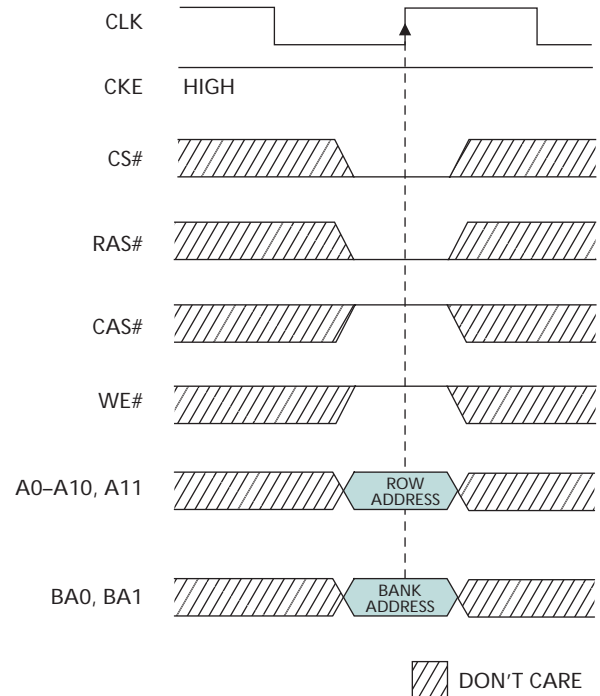 CLK
CKE HIGH
CS#
RAS#
CAS#
WE#
A0–A10, A11
ROW
ADDRESS
BA0, BA1
BANK
ADDRESS
DON'T CARE